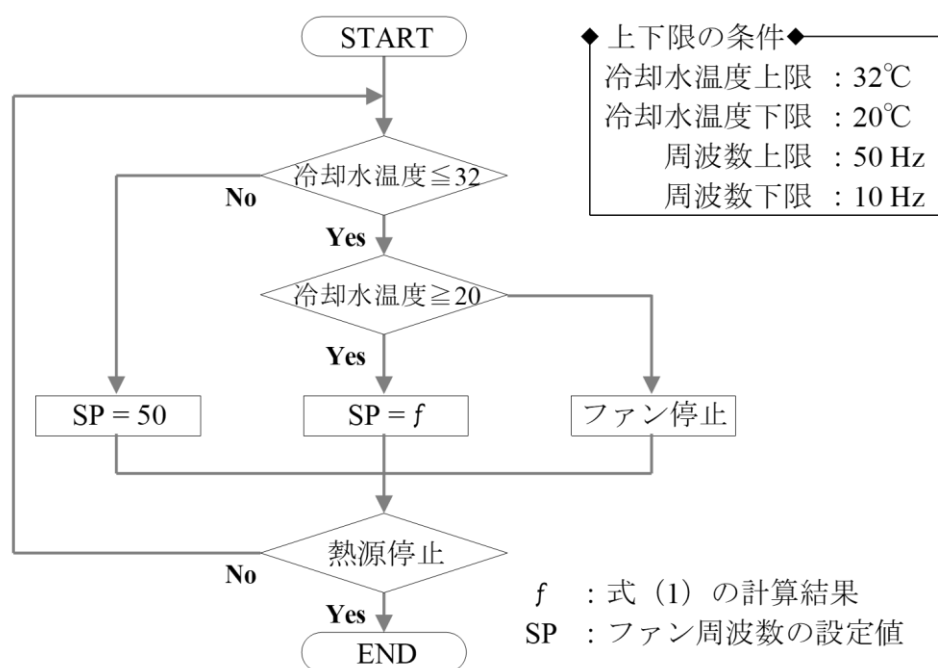 START
◆ 上下限の条件◆
冷却水温度上限 : 32℃
冷却水温度下限 : 20℃
周波数上限 : 50 Hz
周波数下限 : 10 Hz
冷却水温度≦32
No
Yes
冷却水温度≧20
Yes
SP = 50
SP = f
ファン停止
熱源停止
No
Yes
END
f : 式（1）の計算結果
SP : ファン周波数の設定値